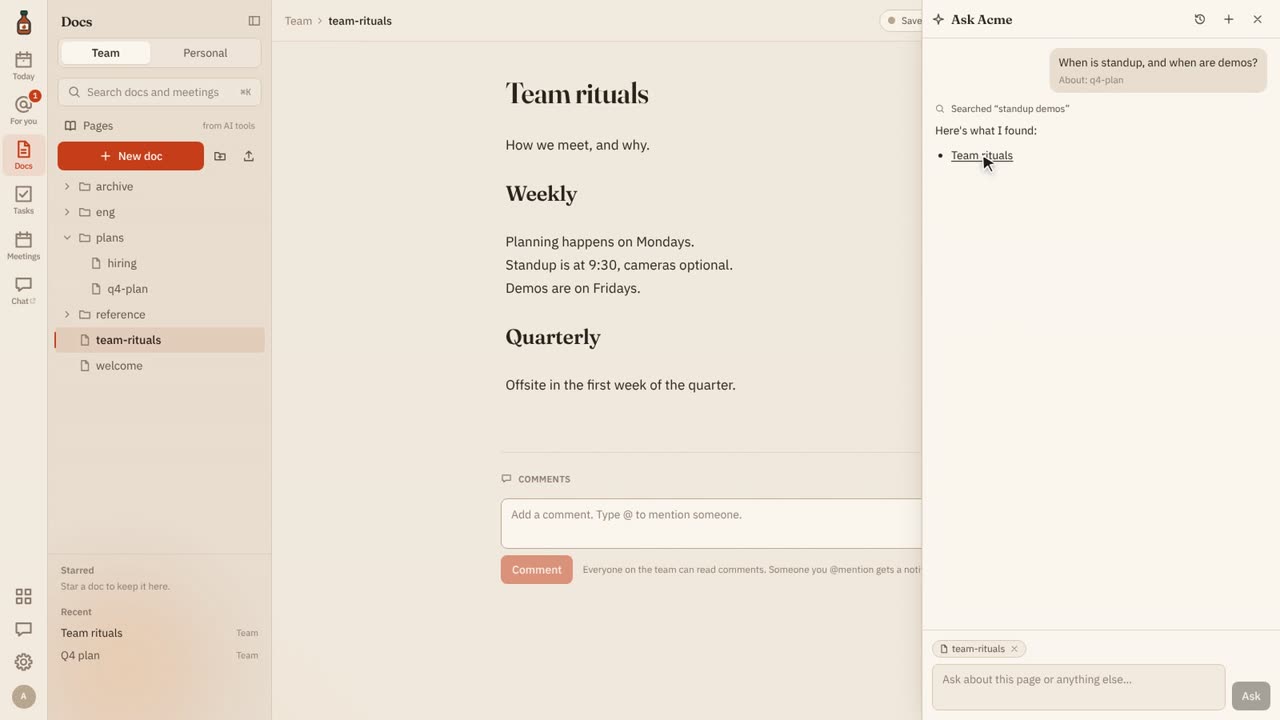 Today
1
For you
Docs
Tasks
Meetings
Chat
A
Docs
Team
Personal
Search docs and meetings
⌘K
Pages
from AI tools
New doc
archive
eng
plans
hiring
q4-plan
reference
team-rituals
welcome
Starred
Star a doc to keep it here.
Recent
Team rituals
Team
Q4 plan
Team
Team
team-rituals
Save
Team rituals
How we meet, and why.
Weekly
Planning happens on Mondays.
Standup is at 9:30, cameras optional.
Demos are on Fridays.
Quarterly
Offsite in the first week of the quarter.
COMMENTS
Add a comment. Type @ to mention someone.
Comment
Everyone on the team can read comments. Someone you @mention gets a noti
Ask Acme
When is standup, and when are demos?
About: q4-plan
Searched “standup demos”
Here's what I found:
• Team rituals
team-rituals
Ask about this page or anything else...
Ask